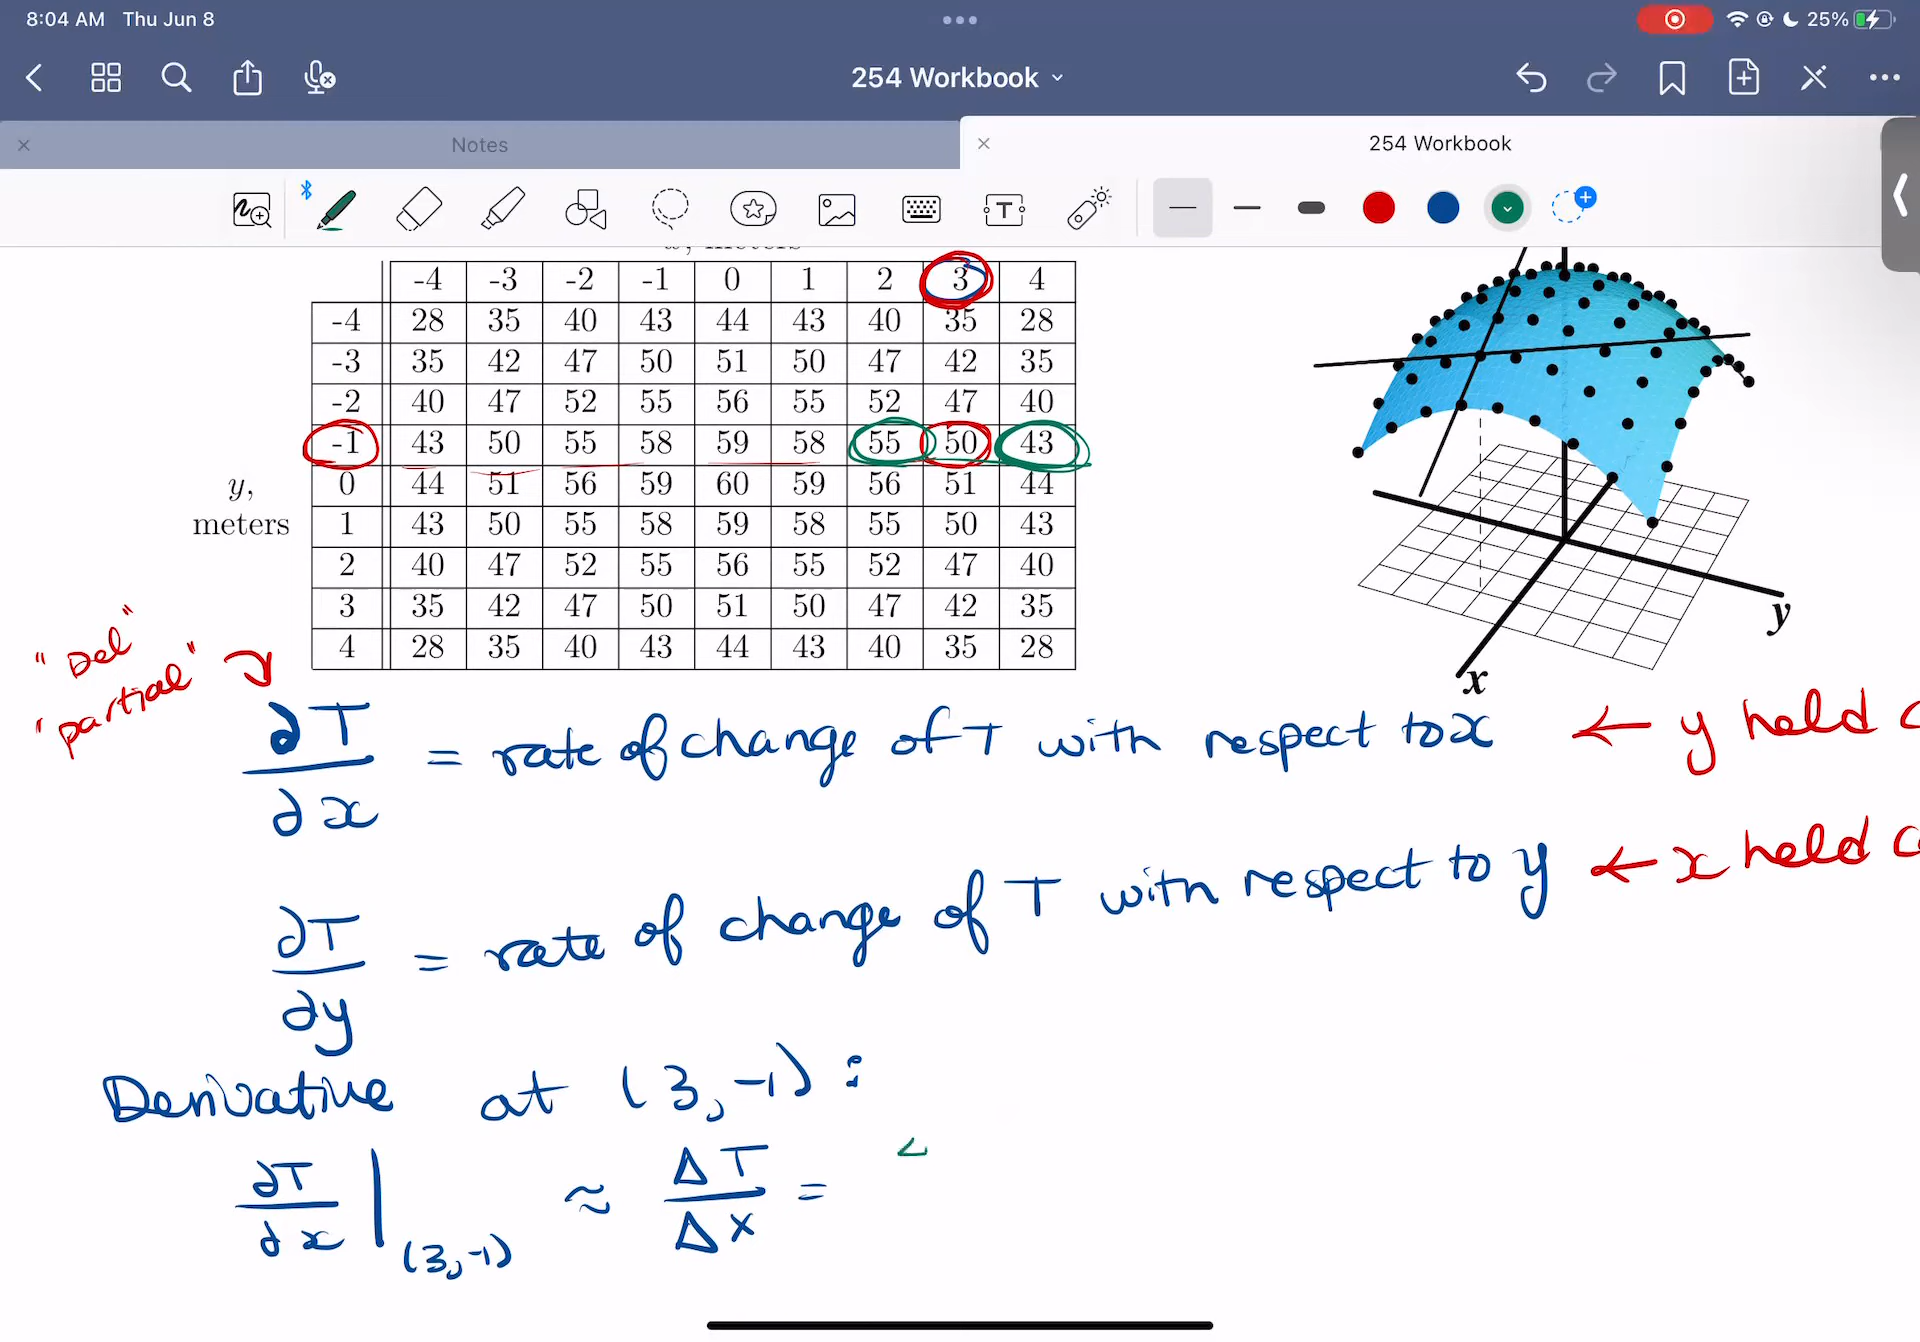 8:04 AM Thu Jun 8
25%
254 Workbook
Notes
254 Workbook
-4 -3 -2 -1 0 1 2 3 4
-4 28 35 40 43 44 43 40 35 28
-3 35 42 47 50 51 50 47 42 35
-2 40 47 52 55 56 55 52 47 40
-1 43 50 55 58 59 58 55 50 43
y, meters
0 44 51 56 59 60 59 56 51 44
1 43 50 55 58 59 58 55 50 43
2 40 47 52 55 56 55 52 47 40
3 35 42 47 50 51 50 47 42 35
4 28 35 40 43 44 43 40 35 28
y
x
"Del"
"partial"
∂T/∂x = rate of change of T with respect to x ← y held
∂T/∂y = rate of change of T with respect to y ← x held
Derivative at (3,-1):
∂T/∂x |(3,-1) ≈ ΔT/Δx =